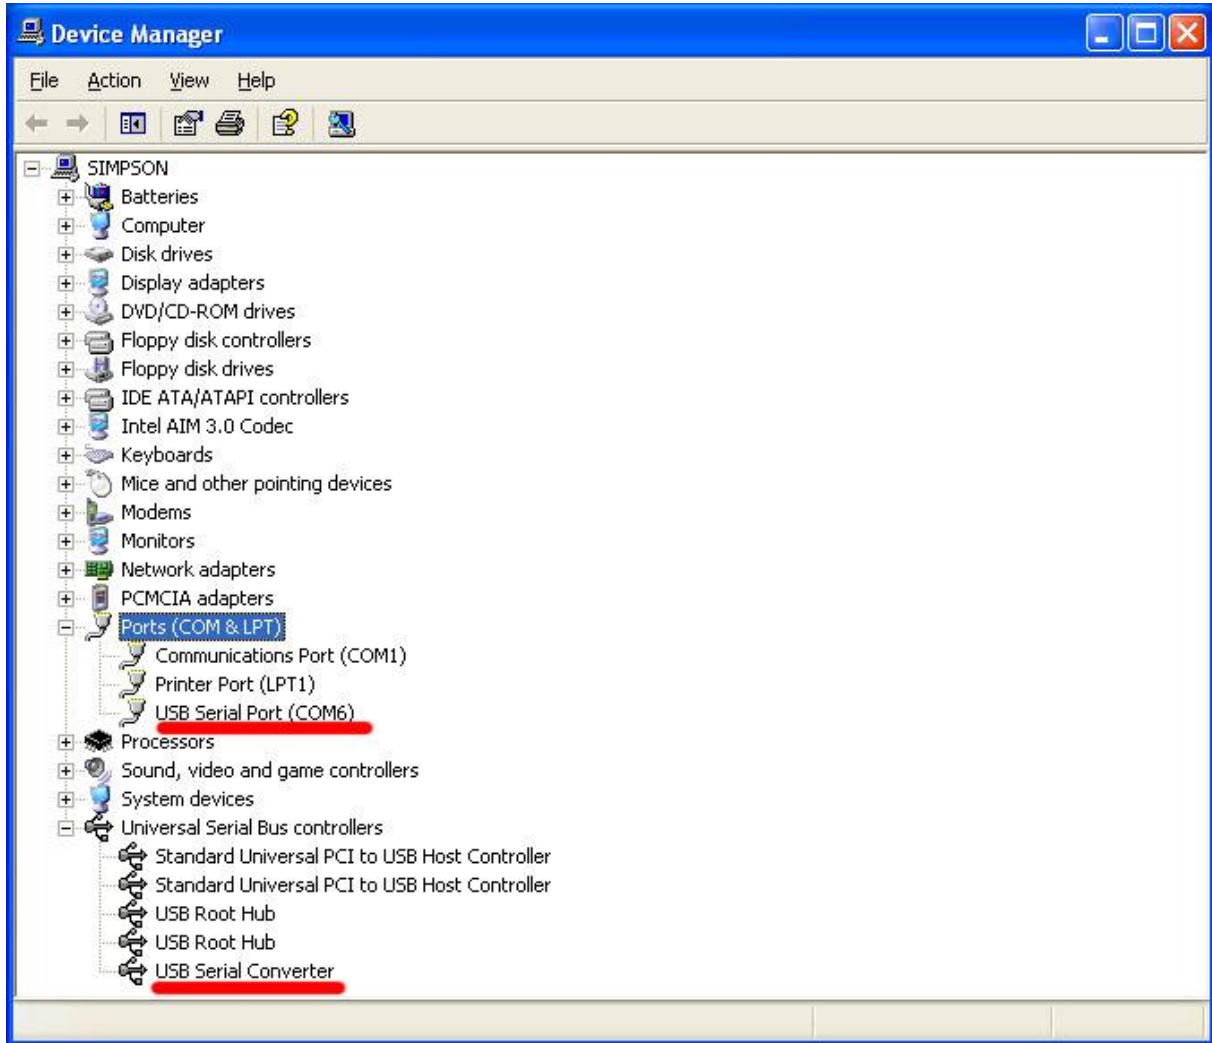 Device Manager
File Action View Help
SIMPSON
Batteries
Computer
Disk drives
Display adapters
DVD/CD-ROM drives
Floppy disk controllers
Floppy disk drives
IDE ATA/ATAPI controllers
Intel AIM 3.0 Codec
Keyboards
Mice and other pointing devices
Modems
Monitors
Network adapters
PCMCIA adapters
Ports (COM & LPT)
Communications Port (COM1)
Printer Port (LPT1)
USB Serial Port (COM6)
Processors
Sound, video and game controllers
System devices
Universal Serial Bus controllers
Standard Universal PCI to USB Host Controller
Standard Universal PCI to USB Host Controller
USB Root Hub
USB Root Hub
USB Serial Converter